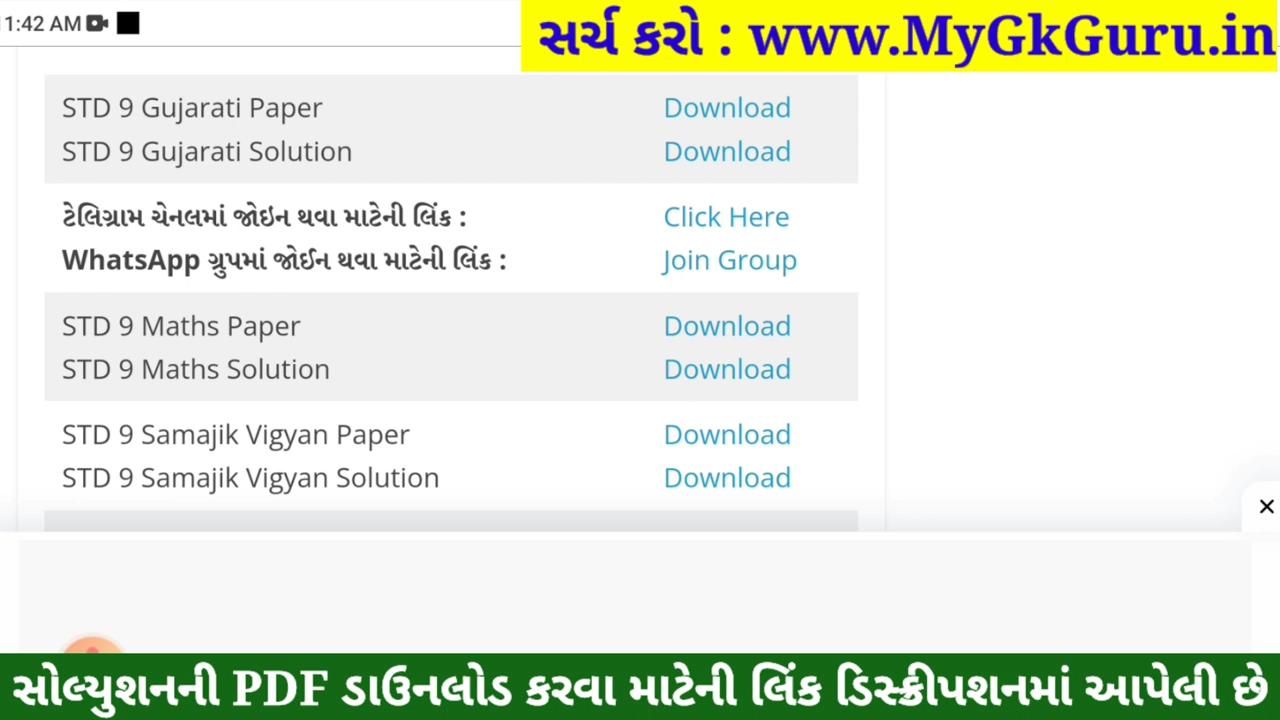 11:42 AM
સર્ચ કરો : www.MyGkGuru.in
STD 9 Gujarati Paper Download
STD 9 Gujarati Solution Download
ટેલિગ્રામ ચેનલમાં જોઇન થવા માટેની લિંક : Click Here
WhatsApp ગ્રુપમાં જોઈન થવા માટેની લિંક : Join Group
STD 9 Maths Paper Download
STD 9 Maths Solution Download
STD 9 Samajik Vigyan Paper Download
STD 9 Samajik Vigyan Solution Download
સોલ્યુશનની PDF ડાઉનલોડ કરવા માટેની લિંક ડિસ્ક્રીપશનમાં આપેલી છે